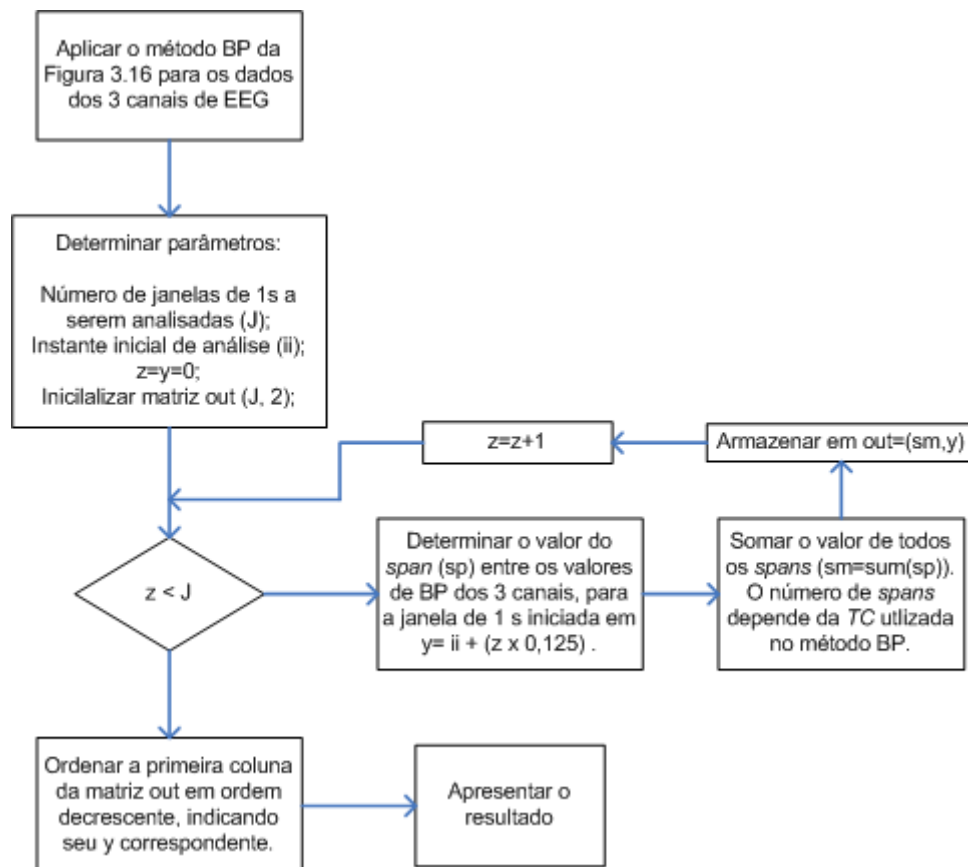 Aplicar o método BP da
Figura 3.16 para os dados
dos 3 canais de EEG
Determinar parâmetros:
Número de janelas de 1s a
serem analisadas (J);
Instante inicial de análise (ii);
z=y=0;
Inicilalizar matriz out (J, 2);
z=z+1
Armazenar em out=(sm,y)
z < J
Determinar o valor do
span (sp) entre os valores
de BP dos 3 canais, para
a janela de 1 s iniciada em
y= ii + (z x 0,125) .
Somar o valor de todos
os spans (sm=sum(sp)).
O número de spans
depende da TC utlizada
no método BP.
Ordenar a primeira coluna
da matriz out em ordem
decrescente, indicando
seu y correspondente.
Apresentar o
resultado